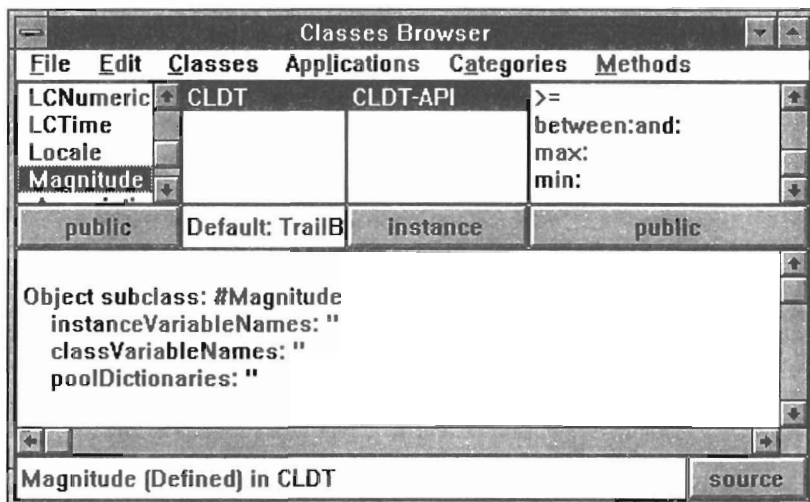 Classes Browser
File Edit Classes Applications Categories Methods
LCNumeric
LCTime
Locale
Magnitude
CLDT
CLDT-API
>=
between:and:
max:
min:
public
Default: TrailB
instance
public
Object subclass: #Magnitude
instanceVariableNames: ''
classVariableNames: ''
poolDictionaries: ''
Magnitude (Defined) in CLDT
source